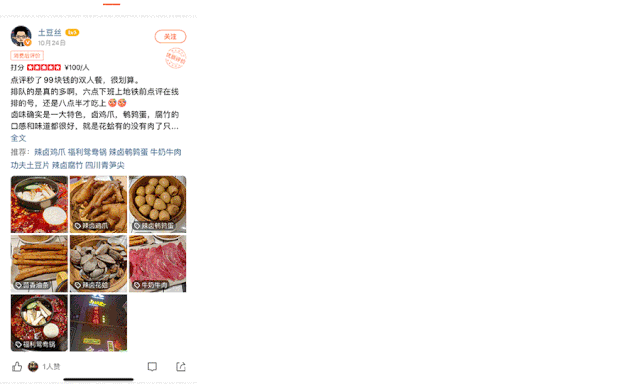 土豆丝 Lv5
关注
10月24日
消费后评价
打分 ¥100/人
点评秒了99块钱的双人餐，很划算。
排队的是真的多啊，六点下班上地铁前点评在线
排的号，还是八点半才吃上
卤味确实是一大特色，卤鸡爪，鹌鹑蛋，腐竹的
口感和味道都很好，就是花蛤有的没有肉了只...
全文
推荐：辣卤鸡爪 福利鸳鸯锅 辣卤鹌鹑蛋 牛奶牛肉
功夫土豆片 辣卤腐竹 四川青笋尖
辣卤鸡爪
辣卤鹌鹑蛋
茴香油条
辣卤花蛤
牛奶牛肉
福利鸳鸯锅
1人赞